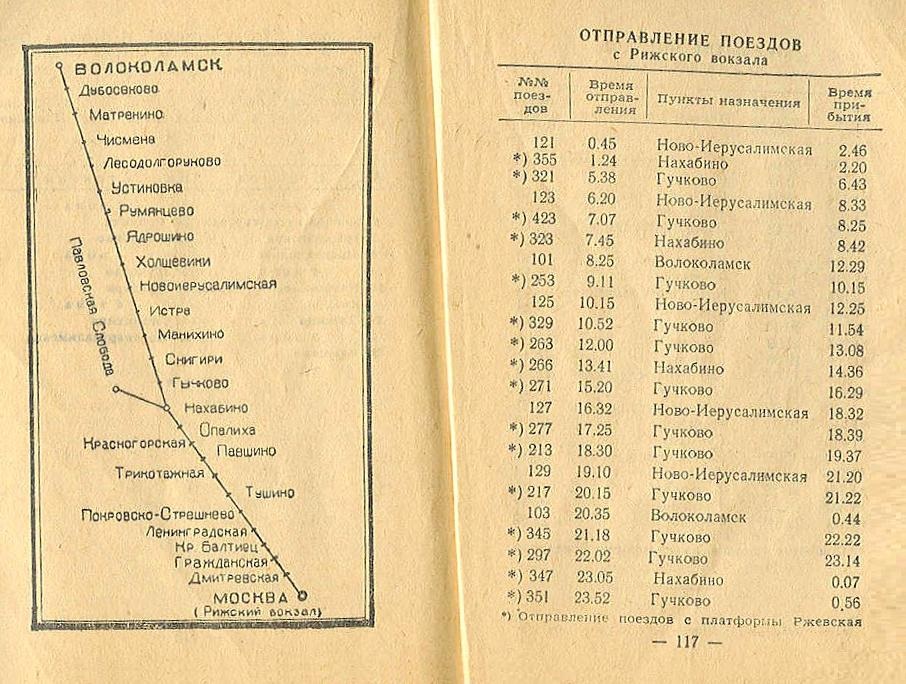 ВОЛОКОЛАМСК
Дубосеково
Матренино
Чисмена
Лесодолгоруково
Устиновка
Румянцево
Ядрошино
Холщевики
Новоиерусалимская
Истра
Манихино
Снигири
Гучково
Павловская Слобода
Нахабино
Опалиха
Красногорская
Павшино
Трикотажная
Тушино
Покровско-Стрешнево
Ленинградская
Кр. Балтиец
Гражданская
Дмитревская
МОСКВА
(Рижский вокзал)
ОТПРАВЛЕНИЕ ПОЕЗДОВ
с Рижского вокзала
№№ поез-дов Время отправ-ления Пункты назначения Время при-бытия
121 0.45 Ново-Иерусалимская 2.46
*) 355 1.24 Нахабино 2.20
*) 321 5.38 Гучково 6.43
123 6.20 Ново-Иерусалимская 8.33
*) 423 7.07 Гучково 8.25
*) 323 7.45 Нахабино 8.42
101 8.25 Волоколамск 12.29
*) 253 9.11 Гучково 10.15
125 10.15 Ново-Иерусалимская 12.25
*) 329 10.52 Гучково 11.54
*) 263 12.00 Гучково 13.08
*) 266 13.41 Нахабино 14.36
*) 271 15.20 Гучково 16.29
127 16.32 Ново-Иерусалимская 18.32
*) 277 17.25 Гучково 18.39
*) 213 18.30 Гучково 19.37
129 19.10 Ново-Иерусалимская 21.20
*) 217 20.15 Гучково 21.22
103 20.35 Волоколамск 0.44
*) 345 21.18 Гучково 22.22
*) 297 22.02 Гучково 23.14
*) 347 23.05 Нахабино 0.07
*) 351 23.52 Гучково 0.56
*) Отправление поездов с платформы Ржевская
— 117 —